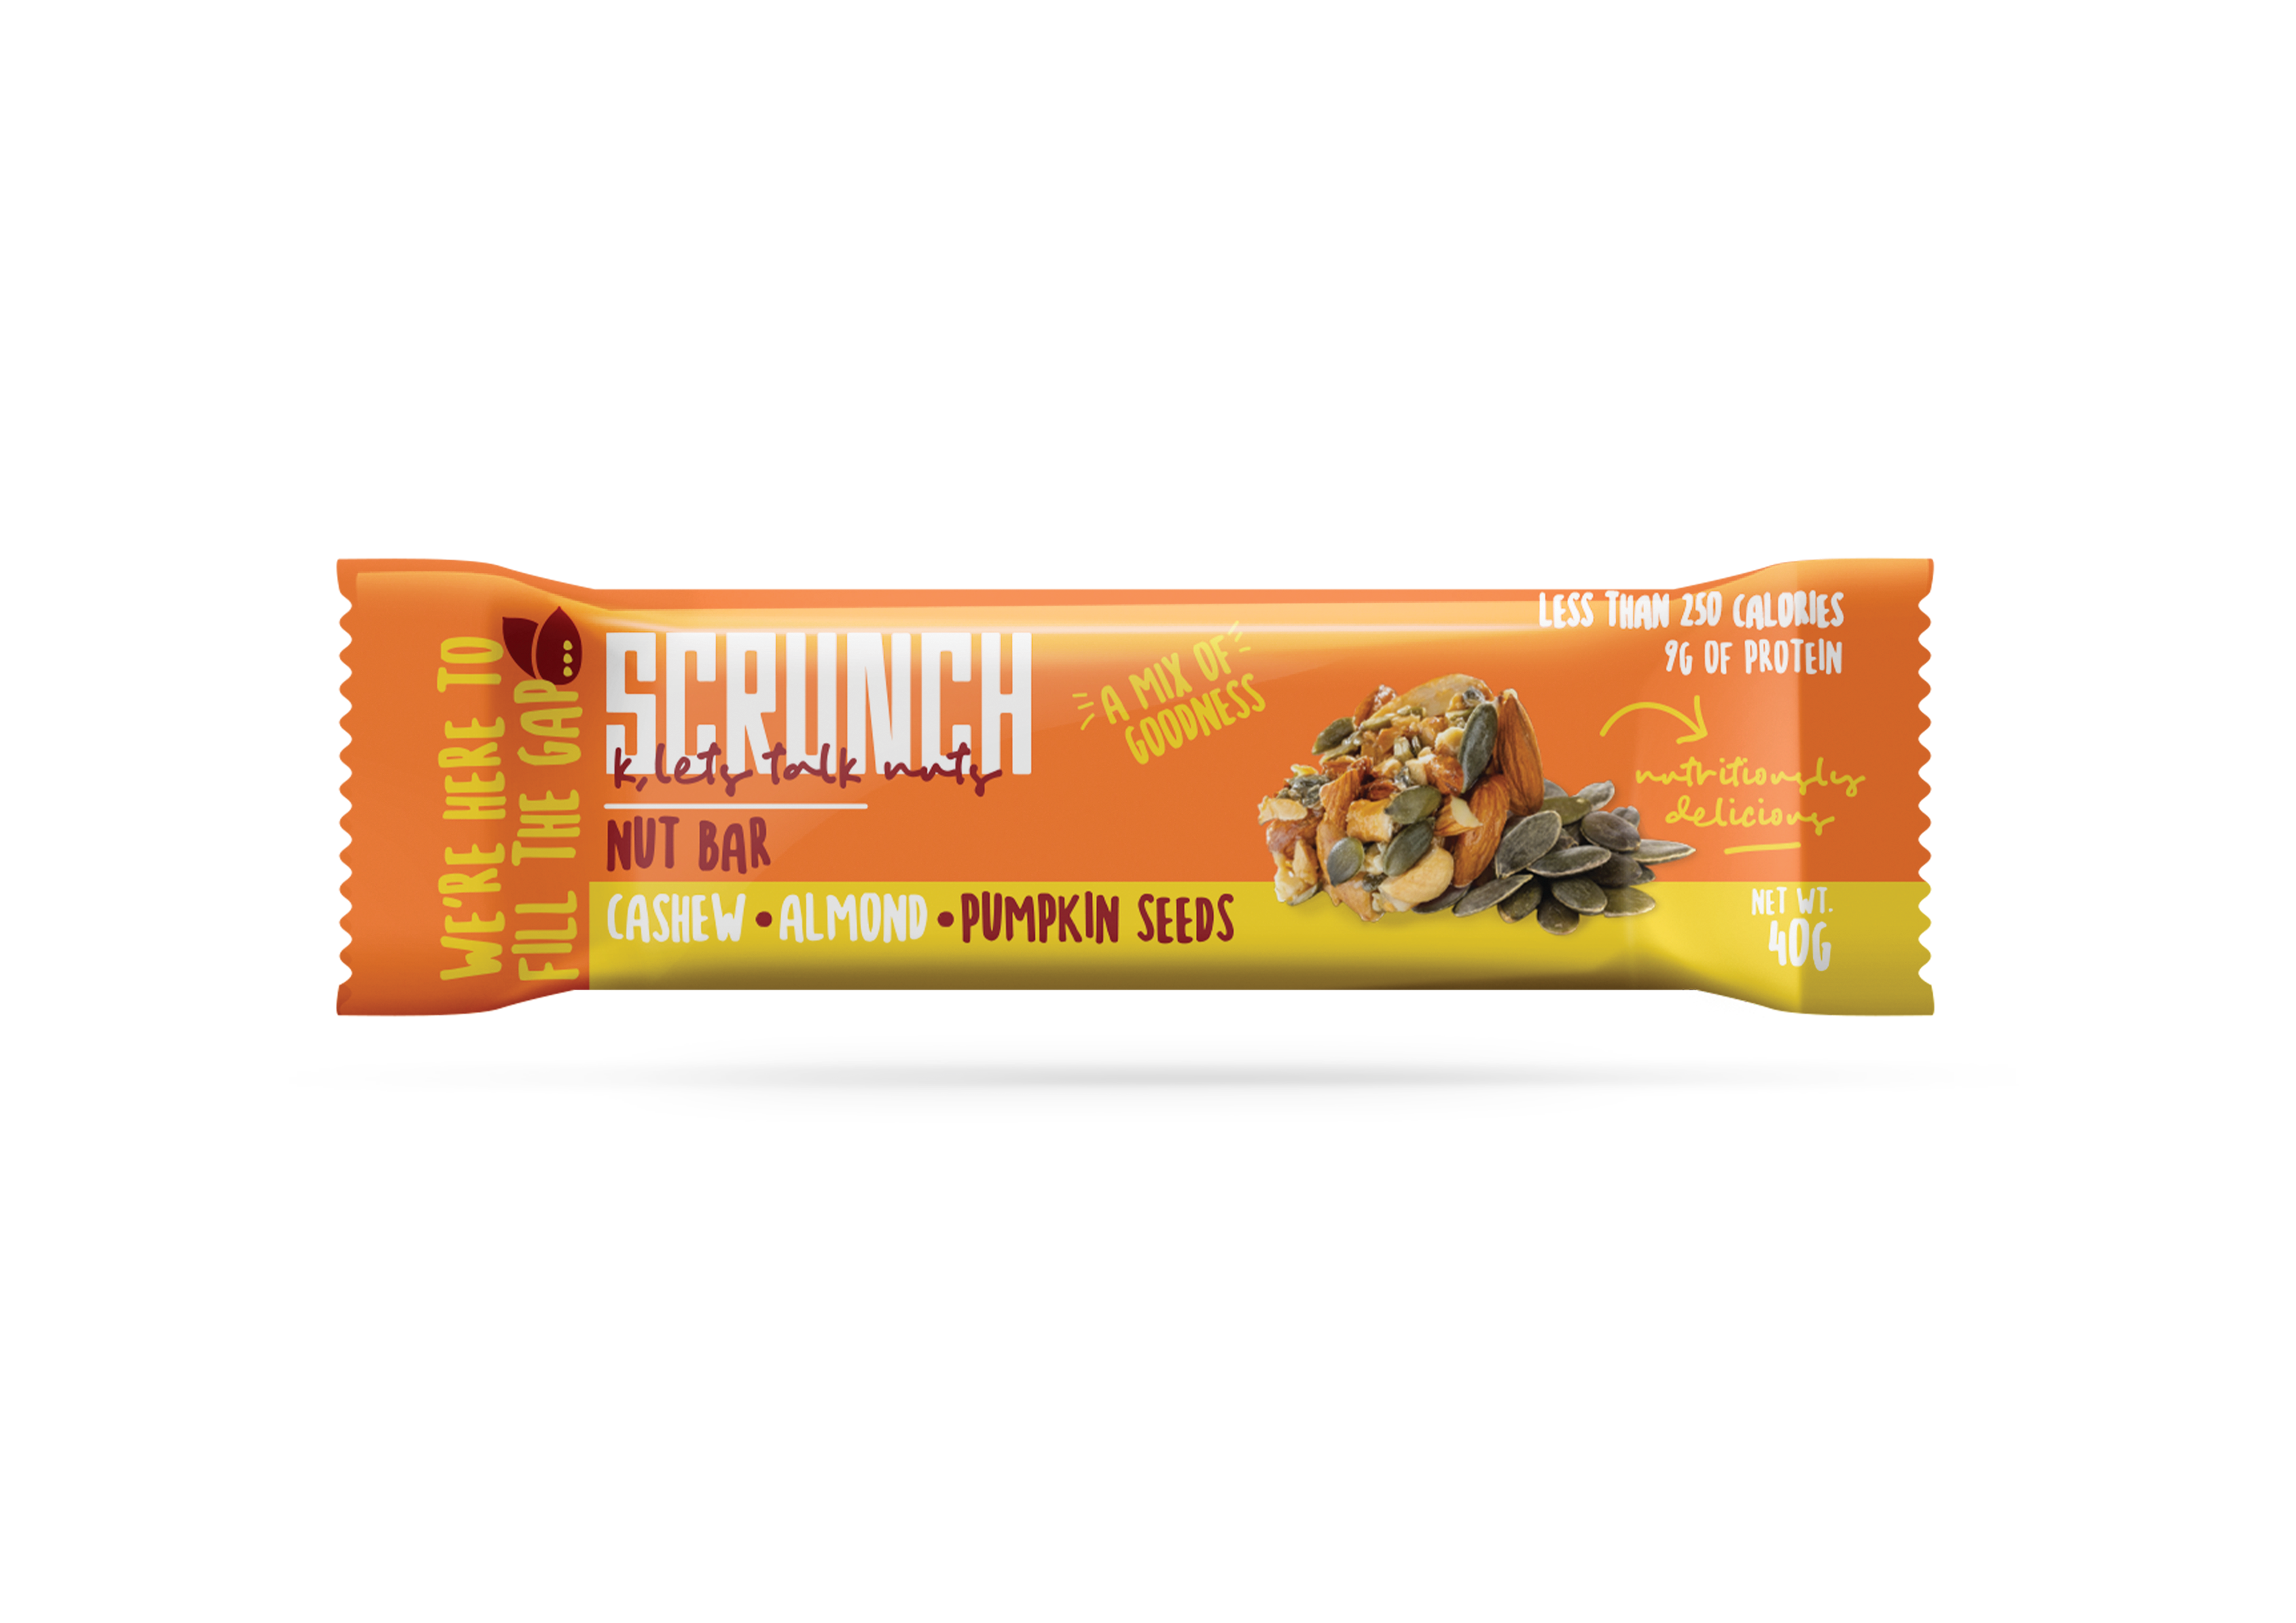 WE'RE HERE TO
FILL THE GAP
SCRUNCH
k, lets talk nuts
NUT BAR
CASHEW • ALMOND • PUMPKIN SEEDS
A MIX OF
GOODNESS
LESS THAN 250 CALORIES
9G OF PROTEIN
nutritiously
delicious
NET WT.
40G